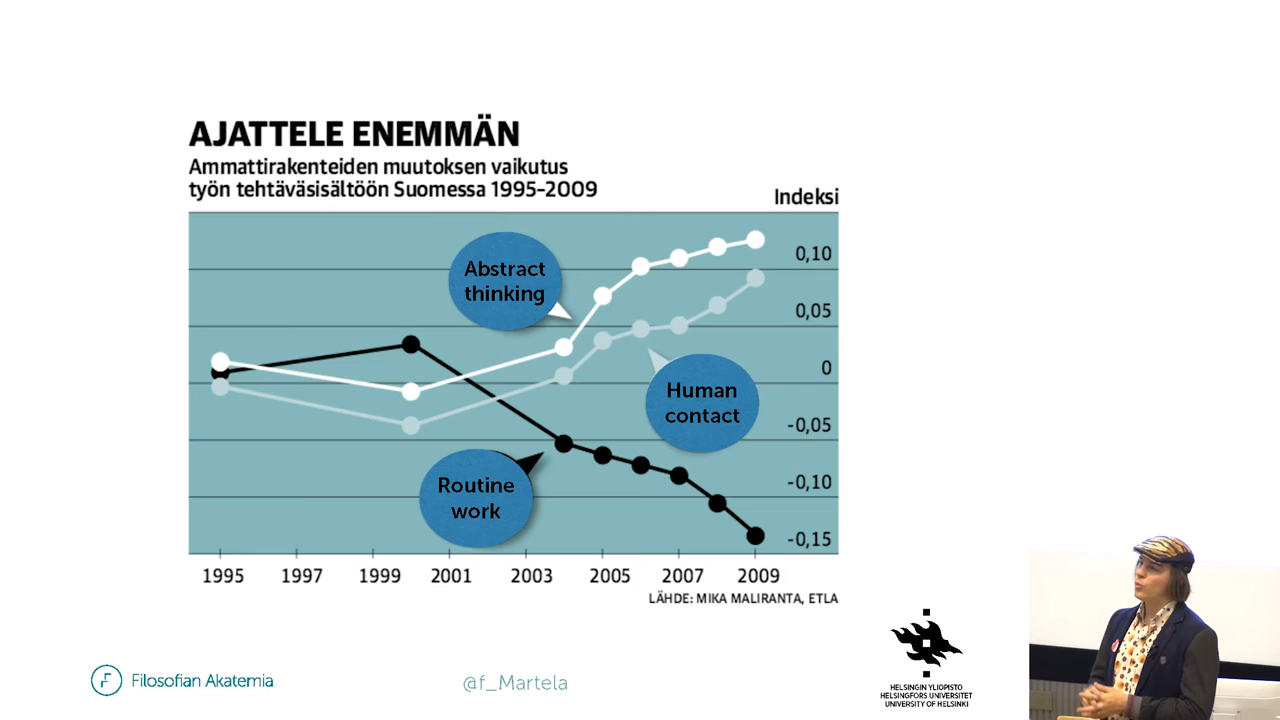 AJATTELE ENEMMÄN
Ammattirakenteiden muutoksen vaikutus
työn tehtäväsisältöön Suomessa 1995–2009
Indeksi
Abstract
thinking
0,10
0,05
0
Human
contact
-0,05
Routine
work
-0,10
-0,15
1995 1997 1999 2001 2003 2005 2007 2009
LÄHDE: MIKA MALIRANTA, ETLA
Filosofian Akatemia
@f_Martela
HELSINGIN YLIOPISTO
HELSINGFORS UNIVERSITET
UNIVERSITY OF HELSINKI